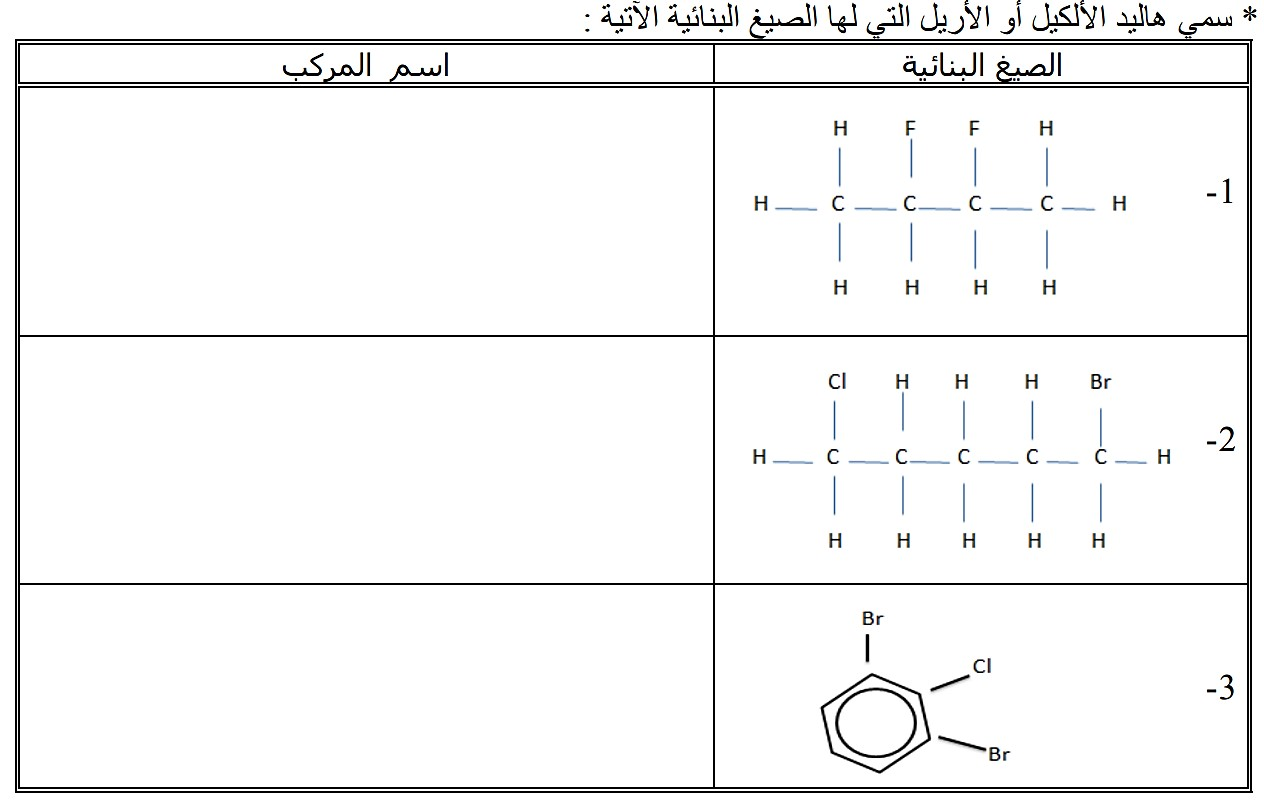 * سمي هاليد الألكيل أو الأريل التي لها الصيغ البنائية الآتية :
الصيغ البنائية
اسم المركب
-1
H F F H
H C C C C H
H H H H
-2
Cl H H H Br
H C C C C C H
H H H H H
-3
Br
Cl
Br